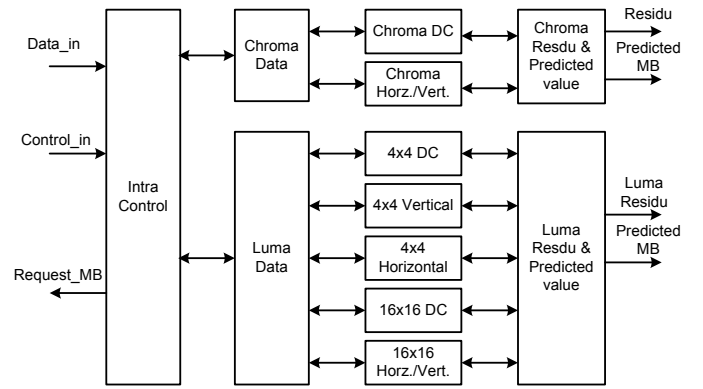 Data_in
Control_in
Request_MB
Intra
Control
Chroma
Data
Chroma DC
Chroma
Horz./Vert.
Chroma
Resdu &
Predicted
value
Residu
Predicted
MB
Luma
Data
4x4 DC
4x4 Vertical
4x4
Horizontal
16x16 DC
16x16
Horz./Vert.
Luma
Resdu &
Predicted
value
Luma
Residu
Predicted
MB